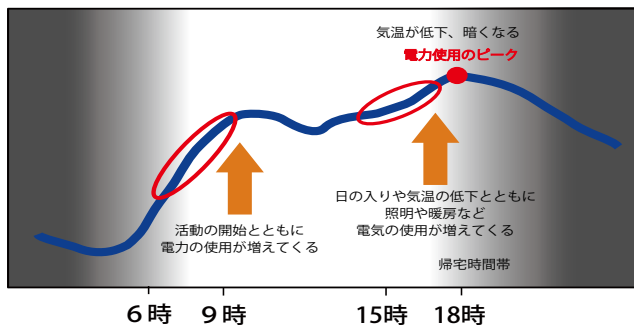 気温が低下、暗くなる
電力使用のピーク
日の入りや気温の低下とともに
照明や暖房など
電気の使用が増えてくる
活動の開始とともに
電力の使用が増えてくる
帰宅時間帯
6時 9時 15時 18時